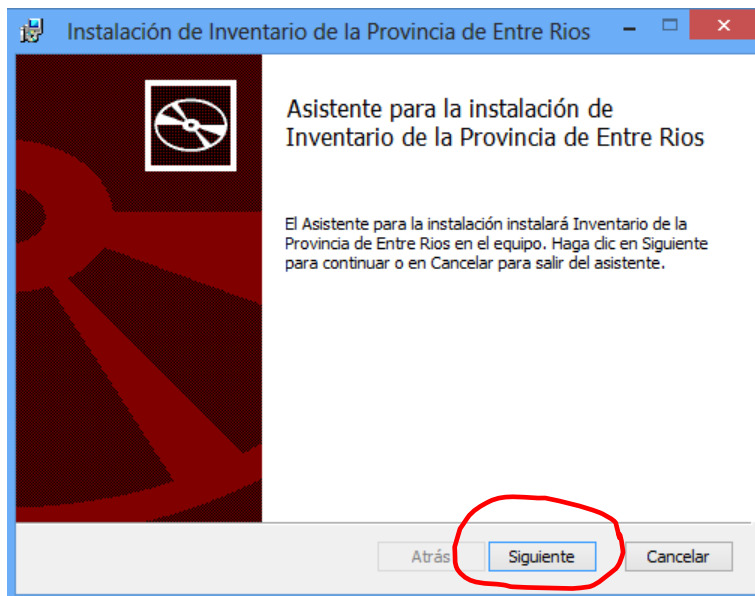 Instalación de Inventario de la Provincia de Entre Rios
Asistente para la instalación de
Inventario de la Provincia de Entre Rios
El Asistente para la instalación instalará Inventario de la
Provincia de Entre Rios en el equipo. Haga clic en Siguiente
para continuar o en Cancelar para salir del asistente.
Atrás Siguiente Cancelar